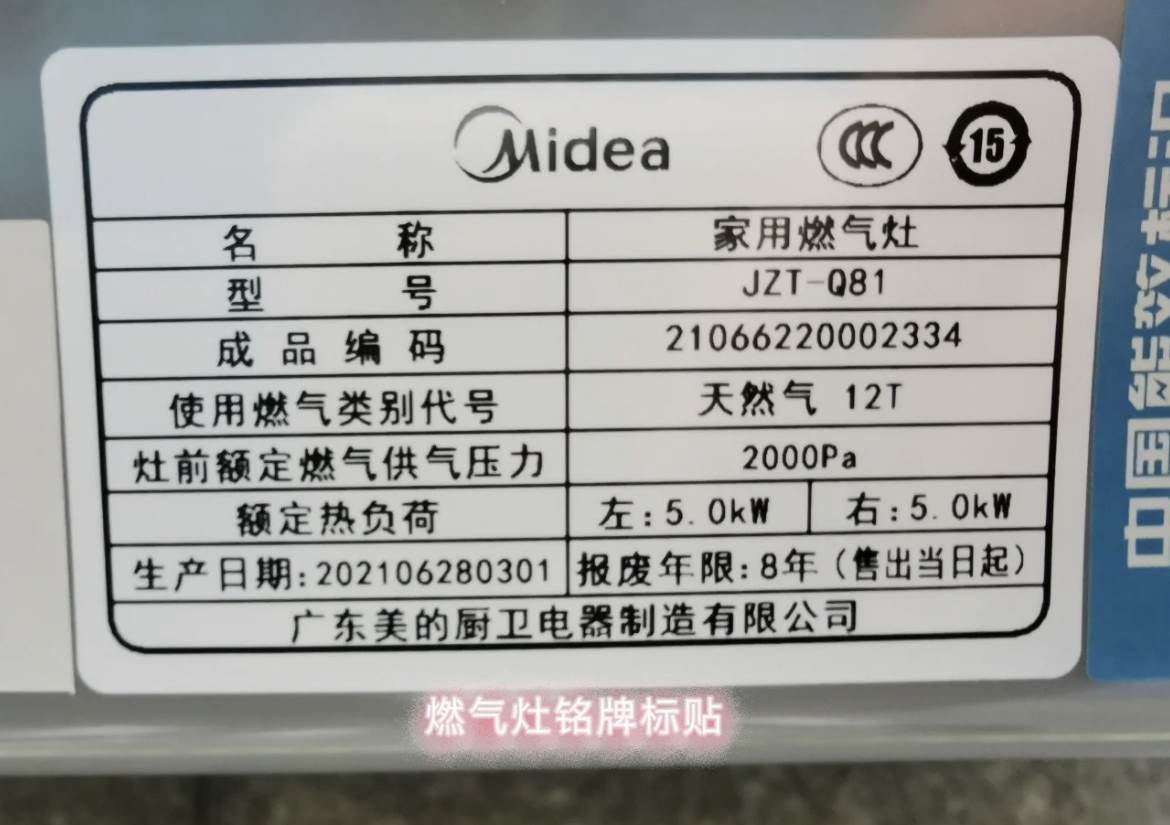 Midea
CCC
15
名称 家用燃气灶
型号 JZT-Q81
成品编码 21066220002334
使用燃气类别代号 天然气 12T
灶前额定燃气供气压力 2000Pa
额定热负荷 左:5.0kW 右:5.0kW
生产日期:202106280301 报废年限:8年(售出当日起)
广东美的厨卫电器制造有限公司
燃气灶铭牌标贴
中国能效标识